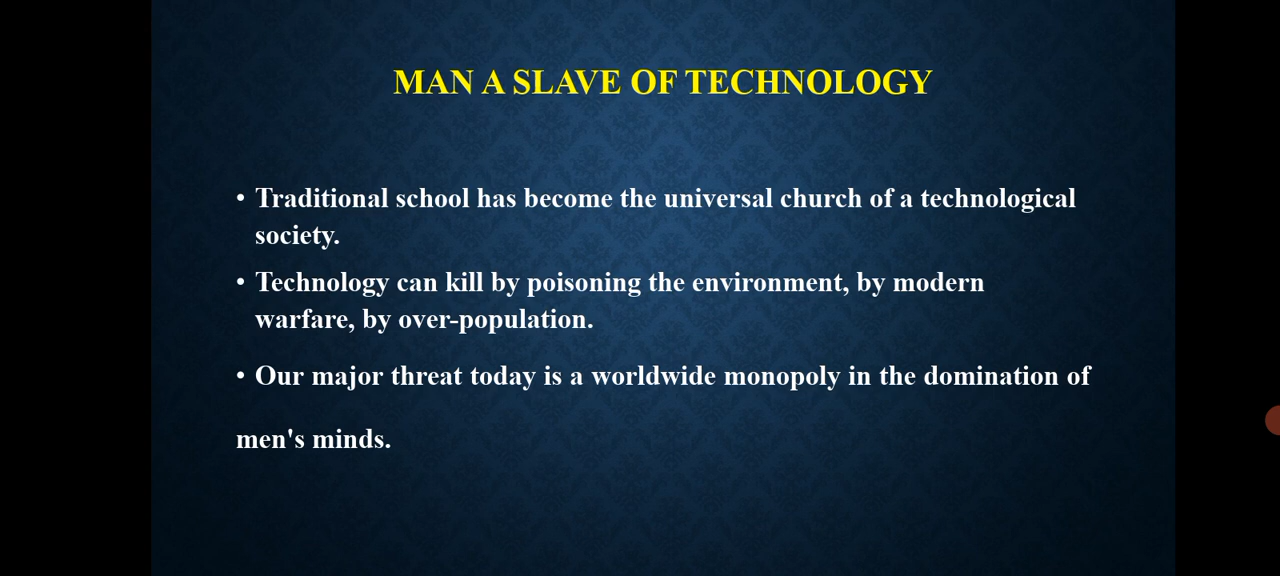 MAN A SLAVE OF TECHNOLOGY
• Traditional school has become the universal church of a technological
society.
• Technology can kill by poisoning the environment, by modern
warfare, by over-population.
• Our major threat today is a worldwide monopoly in the domination of
men's minds.